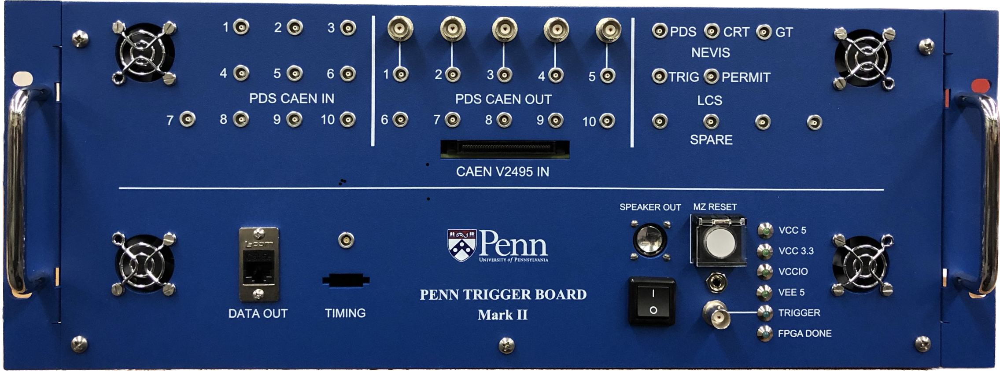 1 2 3
4 5 6
PDS CAEN IN
7 8 9 10
1 2 3 4 5
PDS CAEN OUT
6 7 8 9 10
CAEN V2495 IN
PDS CRT GT
NEVIS
TRIG PERMIT
LCS
SPARE
L-com
Cat 5e
DATA OUT
TIMING
Penn
UNIVERSITY of PENNSYLVANIA
PENN TRIGGER BOARD
Mark II
SPEAKER OUT
MZ RESET
I
O
VCC 5
VCC 3.3
VCCIO
VEE 5
TRIGGER
FPGA DONE